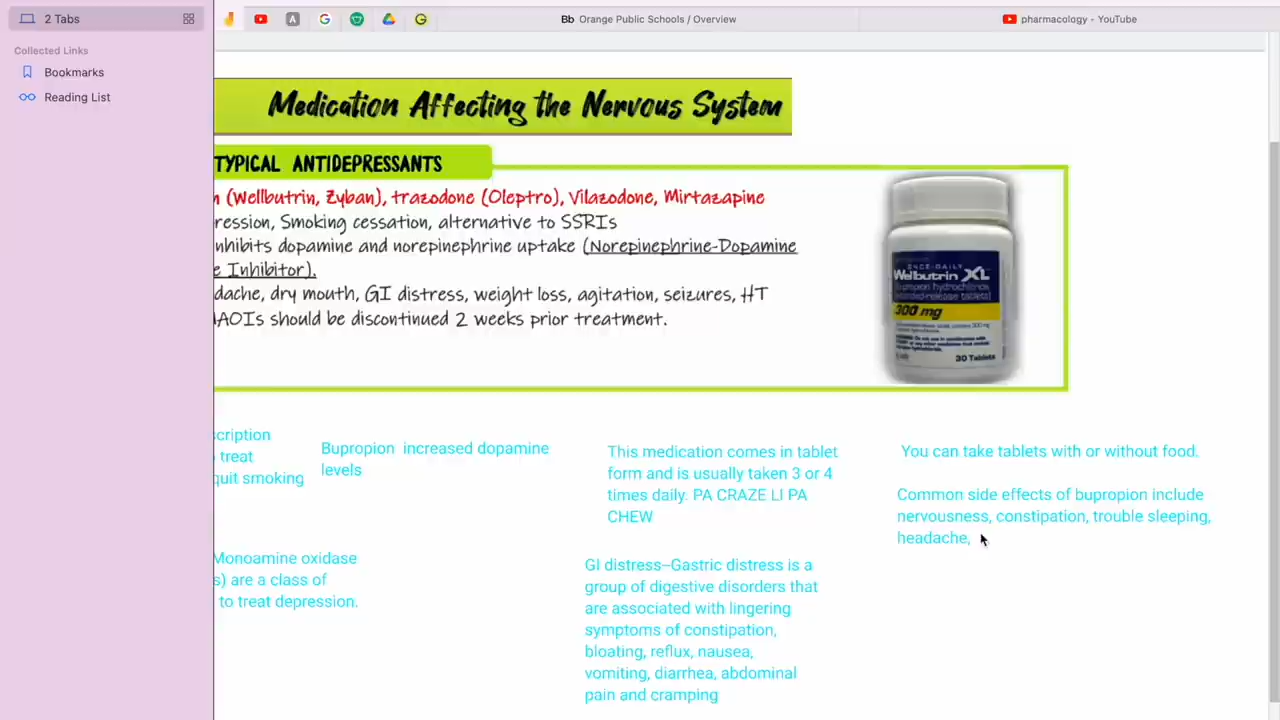 2 Tabs
Collected Links
Bookmarks
Reading List
A
G
G
Bb Orange Public Schools / Overview
pharmacology - YouTube
Medication Affecting the Nervous System
TYPICAL ANTIDEPRESSANTS
n (Wellbutrin, Zyban), trazodone (Oleptro), Vilazodone, Mirtazapine
ression, Smoking cessation, alternative to SSRIs
nhibits dopamine and norepinephrine uptake (Norepinephrine-Dopamine
e Inhibitor).
dache, dry mouth, GI distress, weight loss, agitation, seizures, HT
AOIs should be discontinued 2 weeks prior treatment.
ONCE-DAILY
Wellbutrin XL
300 mg
30 Tablets
scription
treat
quit smoking
Bupropion increased dopamine
levels
This medication comes in tablet
form and is usually taken 3 or 4
times daily. PA CRAZE LI PA
CHEW
You can take tablets with or without food.
Common side effects of bupropion include
nervousness, constipation, trouble sleeping,
headache,
Monoamine oxidase
s) are a class of
to treat depression.
GI distress–Gastric distress is a
group of digestive disorders that
are associated with lingering
symptoms of constipation,
bloating, reflux, nausea,
vomiting, diarrhea, abdominal
pain and cramping